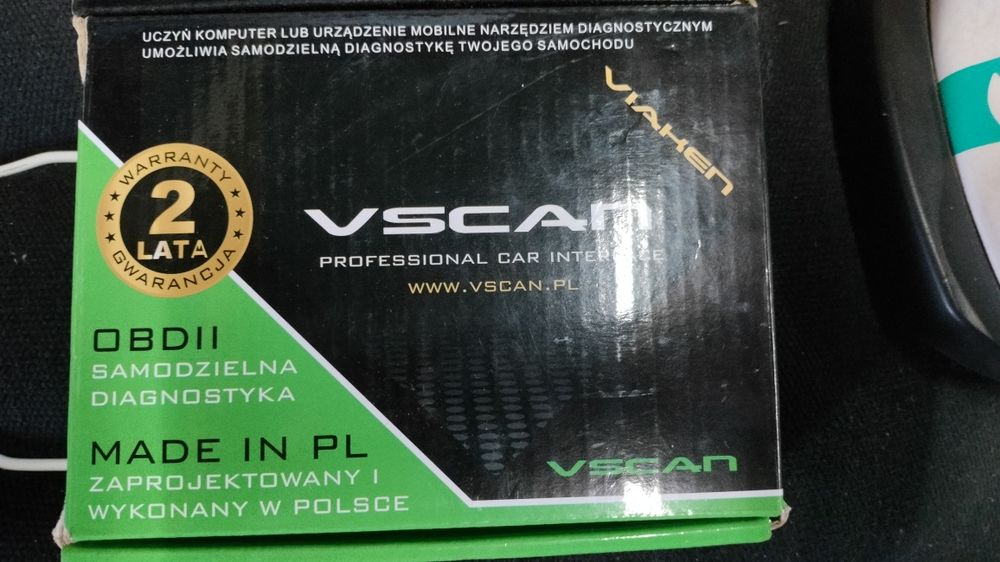 UCZYŃ KOMPUTER LUB URZĄDZENIE MOBILNE NARZĘDZIEM DIAGNOSTYCZNYM
UMOŻLIWIA SAMODZIELNĄ DIAGNOSTYKĘ TWOJEGO SAMOCHODU
VIAKEN
WARRANTY
2
LATA
GWARANCJA
VSCAN
PROFESSIONAL CAR INTERFACE
WWW.VSCAN.PL
OBDII
SAMODZIELNA
DIAGNOSTYKA
MADE IN PL
ZAPROJEKTOWANY I
WYKONANY W POLSCE
VSCAN